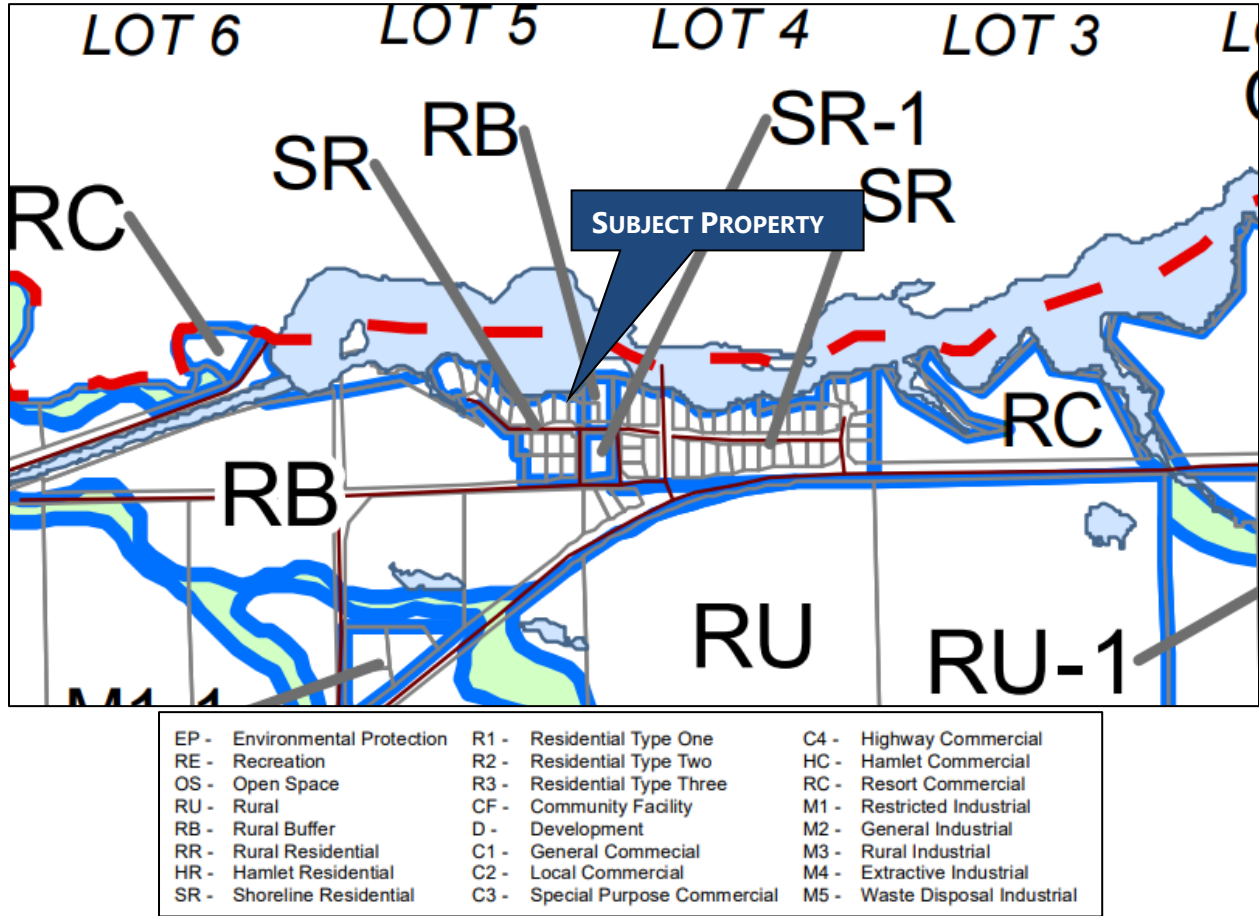 LOT 6
LOT 5
LOT 4
LOT 3
RB
SR-1
SR
SR
RC
SUBJECT PROPERTY
RC
RB
RU
RU-1
M1-1
EP - Environmental Protection
RE - Recreation
OS - Open Space
RU - Rural
RB - Rural Buffer
RR - Rural Residential
HR - Hamlet Residential
SR - Shoreline Residential
R1 - Residential Type One
R2 - Residential Type Two
R3 - Residential Type Three
CF - Community Facility
D - Development
C1 - General Commecial
C2 - Local Commercial
C3 - Special Purpose Commercial
C4 - Highway Commercial
HC - Hamlet Commercial
RC - Resort Commercial
M1 - Restricted Industrial
M2 - General Industrial
M3 - Rural Industrial
M4 - Extractive Industrial
M5 - Waste Disposal Industrial